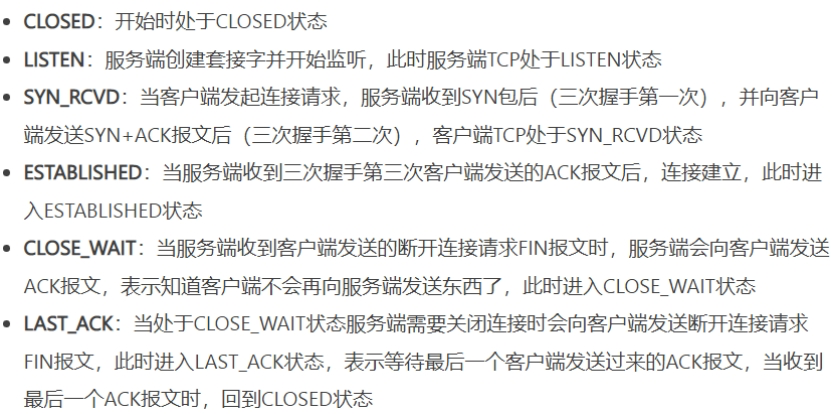 • CLOSED：开始时处于CLOSED状态
• LISTEN：服务端创建套接字并开始监听，此时服务端TCP处于LISTEN状态
• SYN_RCVD：当客户端发起连接请求，服务端收到SYN包后（三次握手第一次），并向客户
端发送SYN+ACK报文后（三次握手第二次），客户端TCP处于SYN_RCVD状态
• ESTABLISHED：当服务端收到三次握手第三次客户端发送的ACK报文后，连接建立，此时进
入ESTABLISHED状态
• CLOSE_WAIT：当服务端收到客户端发送的断开连接请求FIN报文时，服务端会向客户端发送
ACK报文，表示知道客户端不会再向服务端发送东西了，此时进入CLOSE_WAIT状态
• LAST_ACK：当处于CLOSE_WAIT状态服务端需要关闭连接时会向客户端发送断开连接请求
FIN报文，此时进入LAST_ACK状态，表示等待最后一个客户端发送过来的ACK报文，当收到
最后一个ACK报文时，回到CLOSED状态